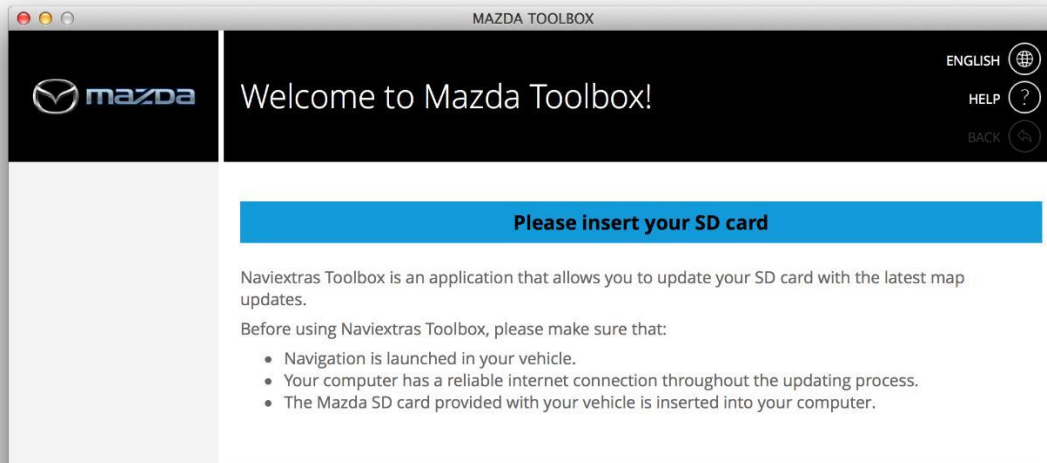 MAZDA TOOLBOX
mazda
Welcome to Mazda Toolbox!
ENGLISH
HELP
?
BACK
Please insert your SD card
Naviextras Toolbox is an application that allows you to update your SD card with the latest map
updates.
Before using Naviextras Toolbox, please make sure that:
• Navigation is launched in your vehicle.
• Your computer has a reliable internet connection throughout the updating process.
• The Mazda SD card provided with your vehicle is inserted into your computer.